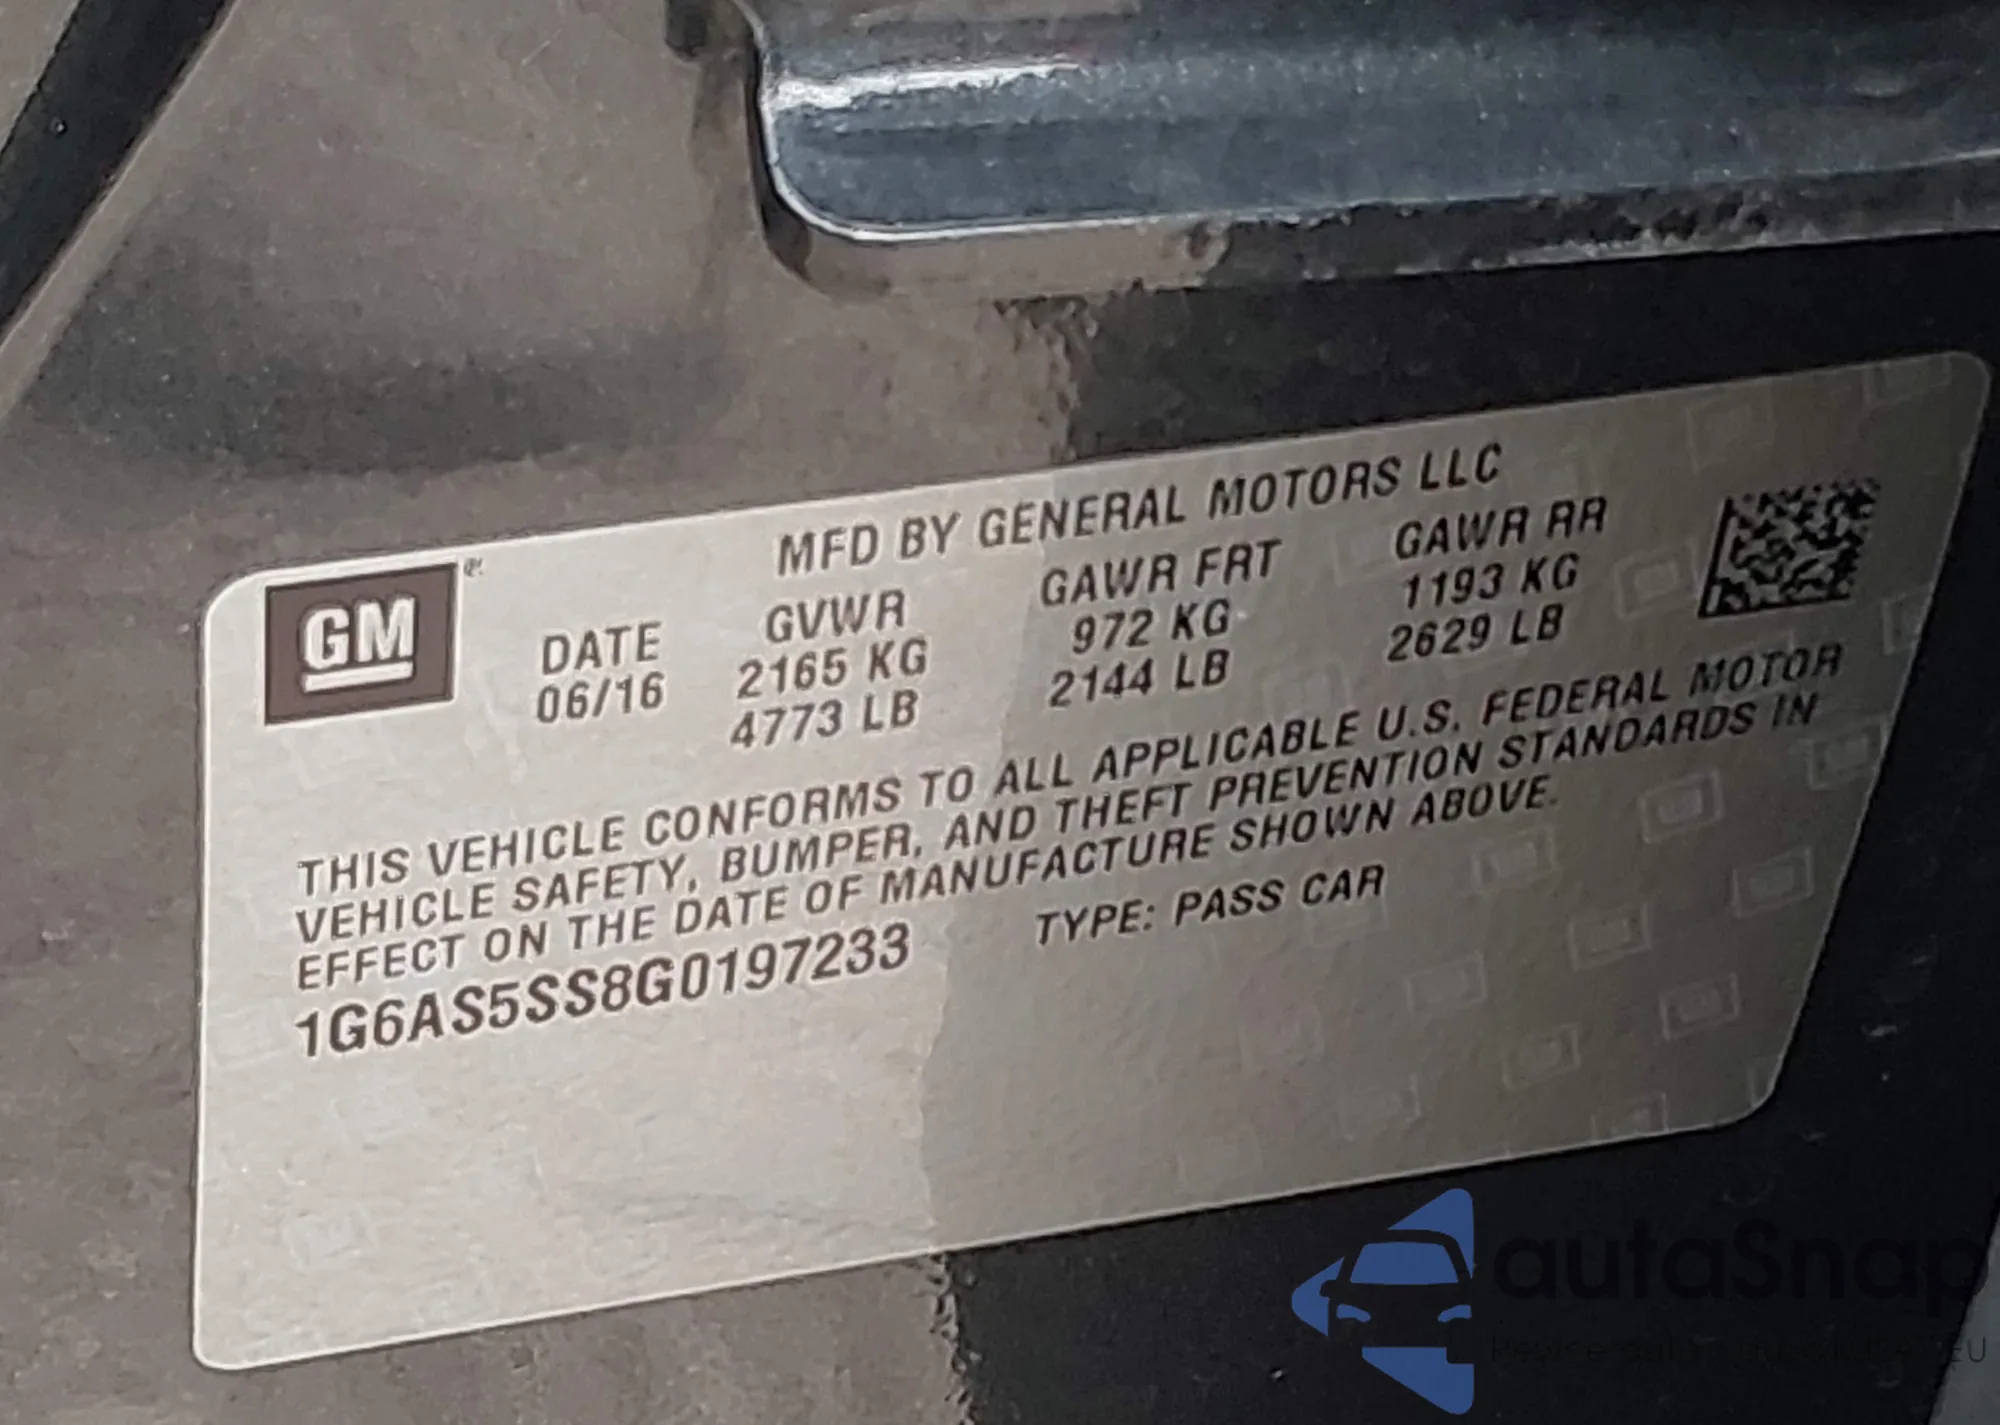 MFD BY GENERAL MOTORS LLC
GM
DATE GVWR GAWR FRT GAWR RR
06/16 2165 KG 972 KG 1193 KG
4773 LB 2144 LB 2629 LB
THIS VEHICLE CONFORMS TO ALL APPLICABLE U.S. FEDERAL MOTOR
VEHICLE SAFETY, BUMPER, AND THEFT PREVENTION STANDARDS IN
EFFECT ON THE DATE OF MANUFACTURE SHOWN ABOVE.
1G6AS5SS8G0197233 TYPE: PASS CAR
autaSnap